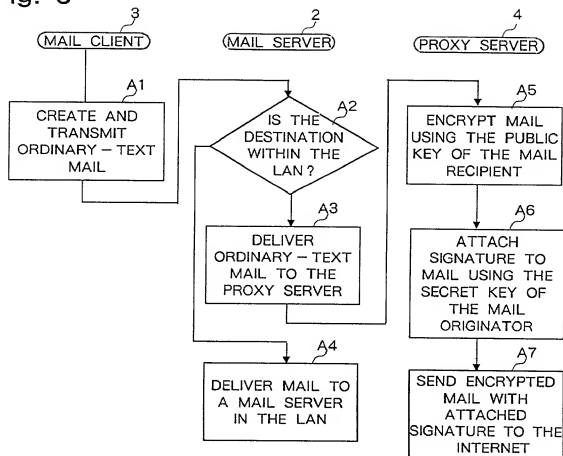 Fig. 3
3
2
4
MAIL CLIENT
MAIL SERVER
PROXY SERVER
A1
CREATE AND
TRANSMIT
ORDINARY-TEXT
MAIL
A2
IS THE
DESTINATION
WITHIN THE
LAN?
A3
DELIVER
ORDINARY-TEXT
MAIL TO THE
PROXY SERVER
A4
DELIVER MAIL TO
A MAIL SERVER
IN THE LAN
A5
ENCRYPT MAIL
USING THE PUBLIC
KEY OF THE MAIL
RECIPIENT
A6
ATTACH
SIGNATURE TO
MAIL USING THE
SECRET KEY OF
THE MAIL
ORIGINATOR
A7
SEND ENCRYPTED
MAIL WITH
ATTACHED
SIGNATURE TO THE
INTERNET